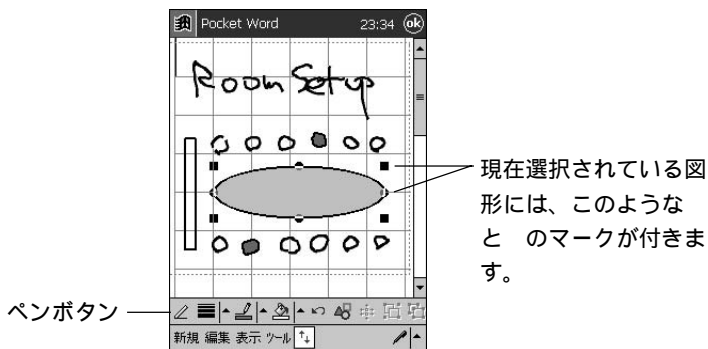 Pocket Word 23:34 ok
Room Setup
現在選択されている図
形には、このような
と のマークが付きま
す。
ペンボタン
新規 編集 表示 ツール